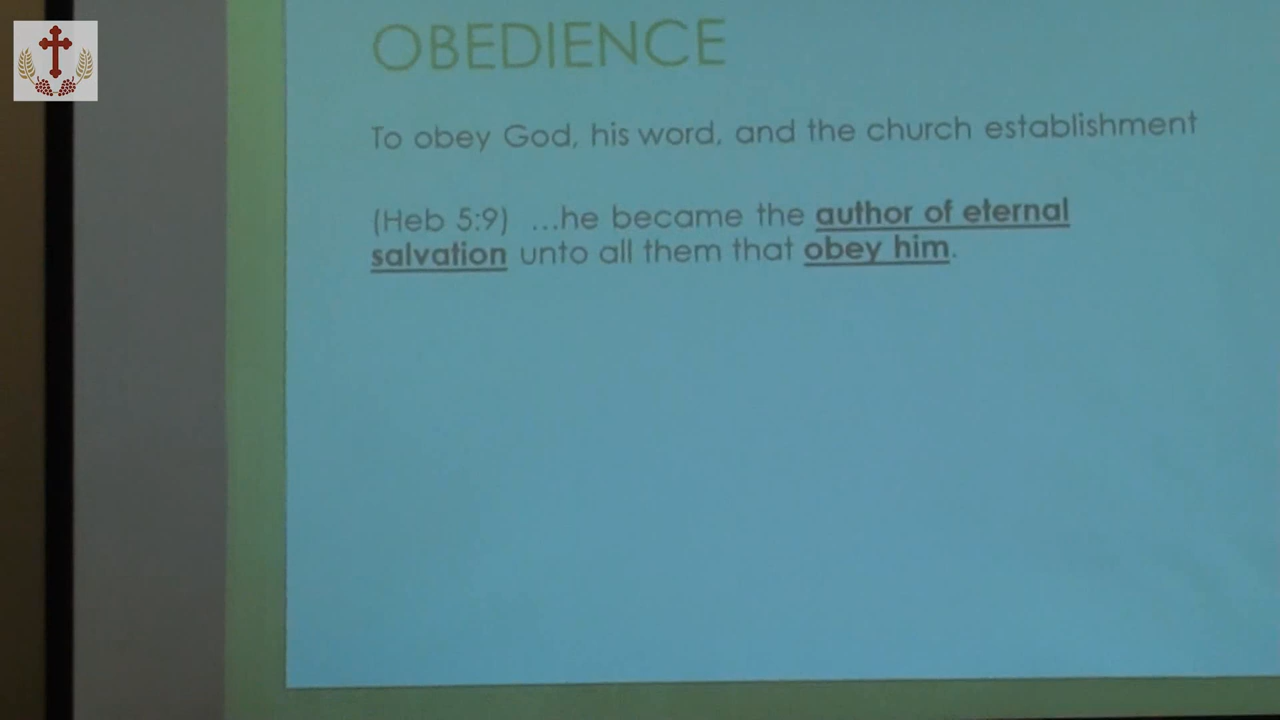 OBEDIENCE
To obey God, his word, and the church establishment
(Heb 5:9) ...he became the author of eternal
salvation unto all them that obey him.